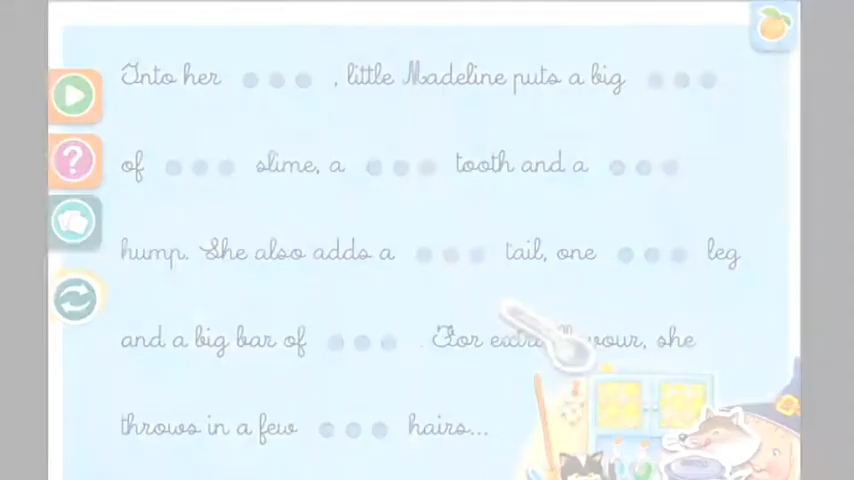 Into her ••• , little Madeline puts a big •••
of ••• slime, a ••• tooth and a •••
hump. She also adds a ••• tail, one ••• leg
and a big bar of ••• . For extra flavour, she
throws in a few ••• hairs...
?